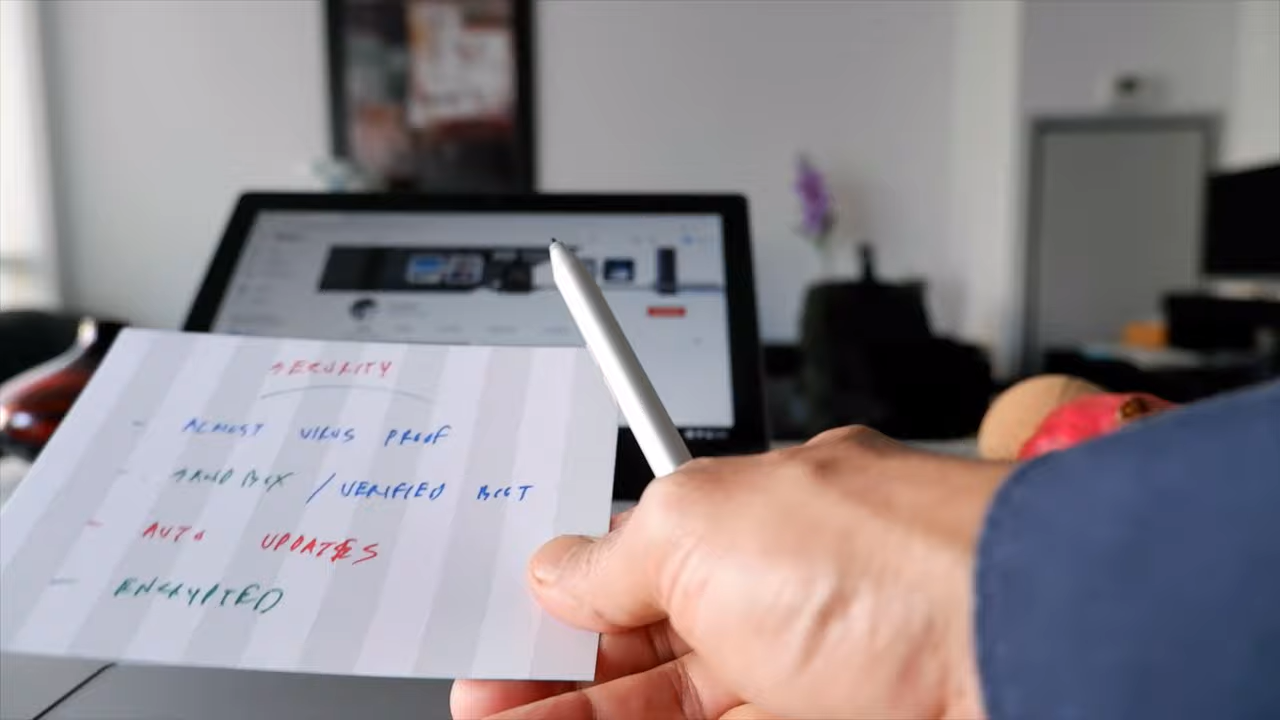 SECURITY
ALMOST VIRUS PROOF
SANDBOX / VERIFIED BOOT
AUTO UPDATES
ENCRYPTED